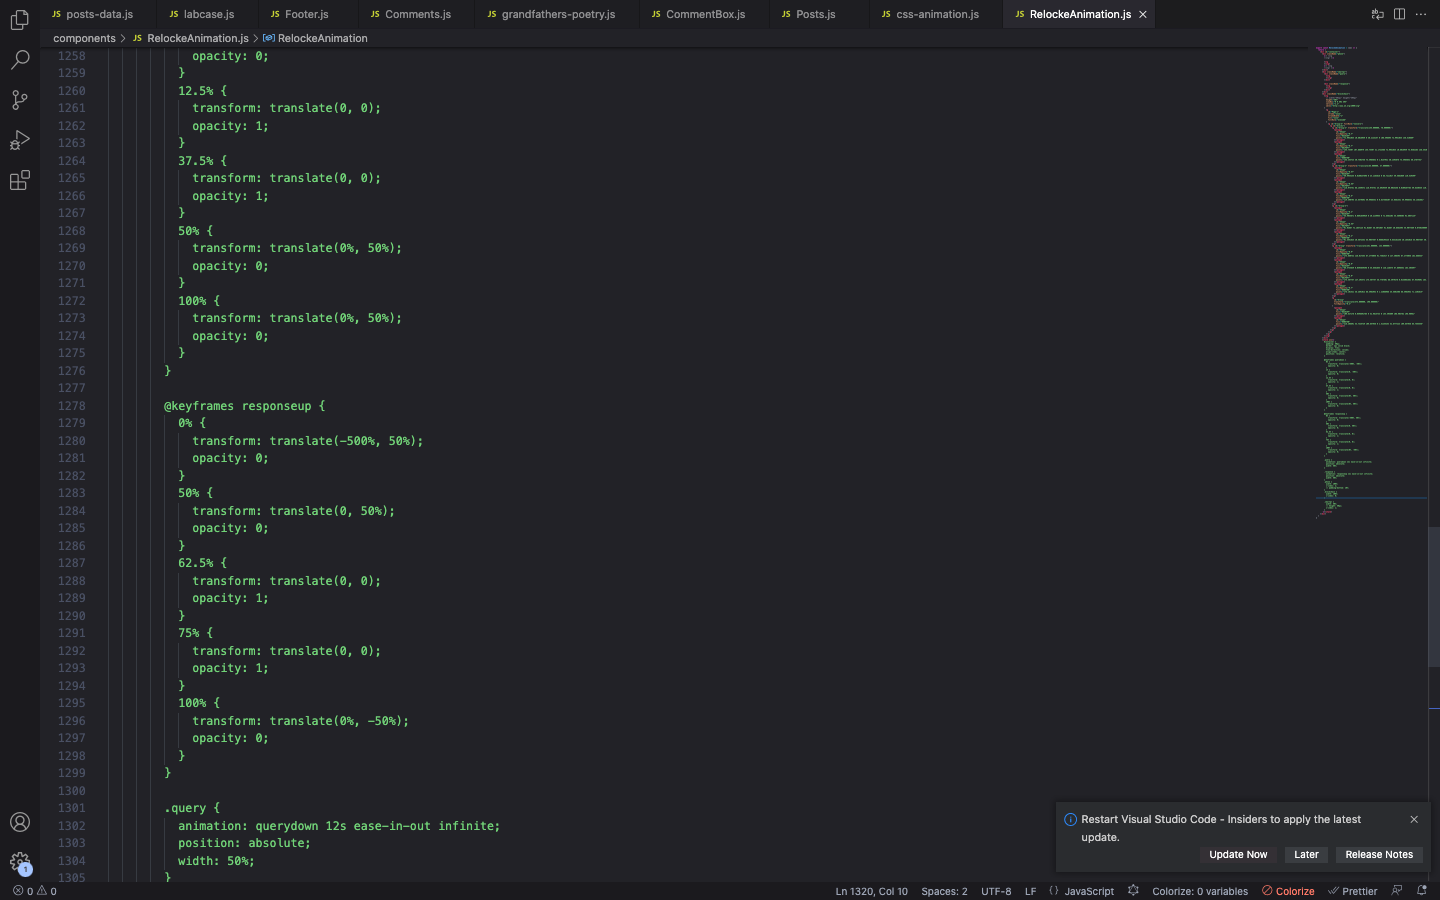 JS posts-data.js JS labcase.js JS Footer.js JS Comments.js JS grandfathers-poetry.js JS CommentBox.js JS Posts.js JS css-animation.js JS RelockeAnimation.js
components > JS RelockeAnimation.js > RelockeAnimation
1258 opacity: 0;
1259 }
1260 12.5% {
1261 transform: translate(0, 0);
1262 opacity: 1;
1263 }
1264 37.5% {
1265 transform: translate(0, 0);
1266 opacity: 1;
1267 }
1268 50% {
1269 transform: translate(0%, 50%);
1270 opacity: 0;
1271 }
1272 100% {
1273 transform: translate(0%, 50%);
1274 opacity: 0;
1275 }
1276 }
1277
1278 @keyframes responseup {
1279 0% {
1280 transform: translate(-500%, 50%);
1281 opacity: 0;
1282 }
1283 50% {
1284 transform: translate(0, 50%);
1285 opacity: 0;
1286 }
1287 62.5% {
1288 transform: translate(0, 0);
1289 opacity: 1;
1290 }
1291 75% {
1292 transform: translate(0, 0);
1293 opacity: 1;
1294 }
1295 100% {
1296 transform: translate(0%, -50%);
1297 opacity: 0;
1298 }
1299 }
1300
1301 .query {
1302 animation: querydown 12s ease-in-out infinite;
1303 position: absolute;
1304 width: 50%;
1305 }
Restart Visual Studio Code - Insiders to apply the latest
update.
Update Now Later Release Notes
1
0 0 Ln 1320, Col 10 Spaces: 2 UTF-8 LF {} JavaScript Colorize: 0 variables Colorize Prettier